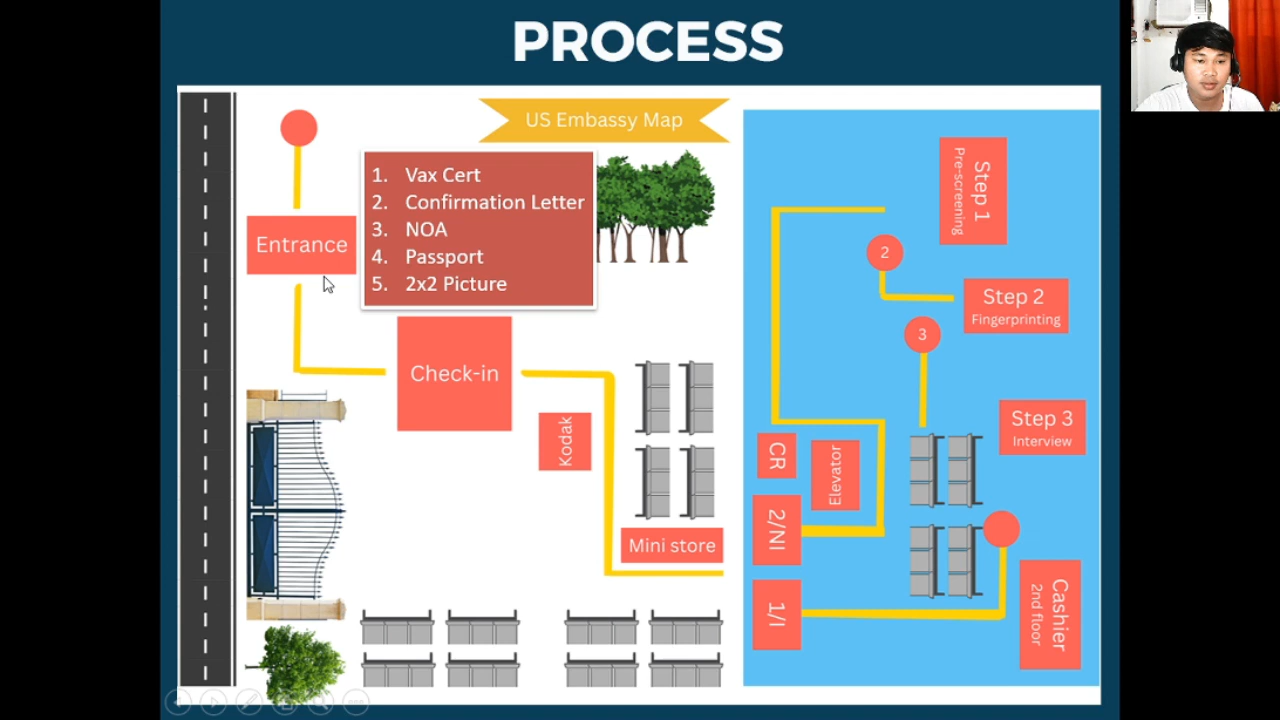 PROCESS
US Embassy Map
1. Vax Cert
2. Confirmation Letter
3. NOA
4. Passport
5. 2x2 Picture
Entrance
Check-in
Kodak
Mini store
Step 1
Pre-screening
2
Step 2
Fingerprinting
3
Step 3
Interview
CR
Elevator
2/NI
1/I
Cashier
2nd floor